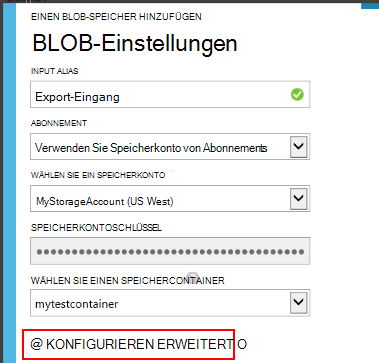 EINEN BLOB-SPEICHER HINZUFÜGEN
BLOB-Einstellungen
INPUT ALIAS
Export-Eingang
ABONNEMENT
Verwenden Sie Speicherkonto von Abonnements
WÄHLEN SIE EIN SPEICHERKONTO
MyStorageAccount (US West)
SPEICHERKONTOSCHLÜSSEL
WÄHLEN SIE EINEN SPEICHERCONTAINER
mytestcontainer
@ KONFIGURIEREN ERWEITERT O